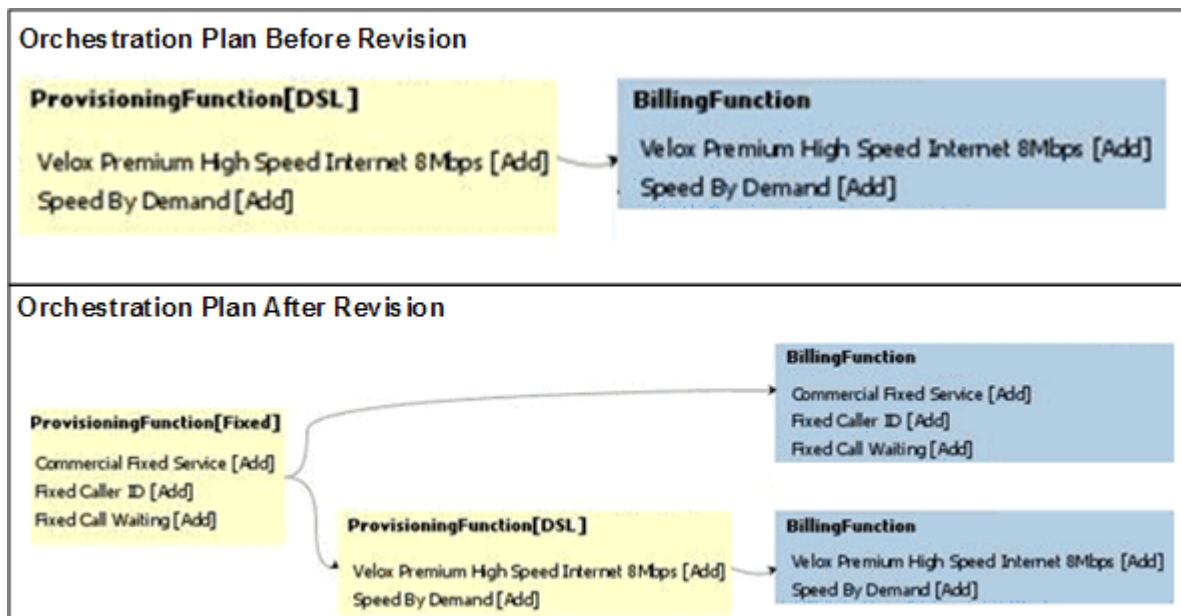 Orchestration Plan Before Revision
ProvisioningFunction[DSL]
Velox Premium High Speed Internet 8Mbps [Add]
Speed By Demand [Add]
BillingFunction
Velox Premium High Speed Internet 8Mbps [Add]
Speed By Demand [Add]
Orchestration Plan After Revision
ProvisioningFunction[Fixed]
Commercial Fixed Service [Add]
Fixed Caller ID [Add]
Fixed Call Waiting [Add]
BillingFunction
Commercial Fixed Service [Add]
Fixed Caller ID [Add]
Fixed Call Waiting [Add]
ProvisioningFunction[DSL]
Velox Premium High Speed Internet 8Mbps [Add]
Speed By Demand [Add]
BillingFunction
Velox Premium High Speed Internet 8Mbps [Add]
Speed By Demand [Add]